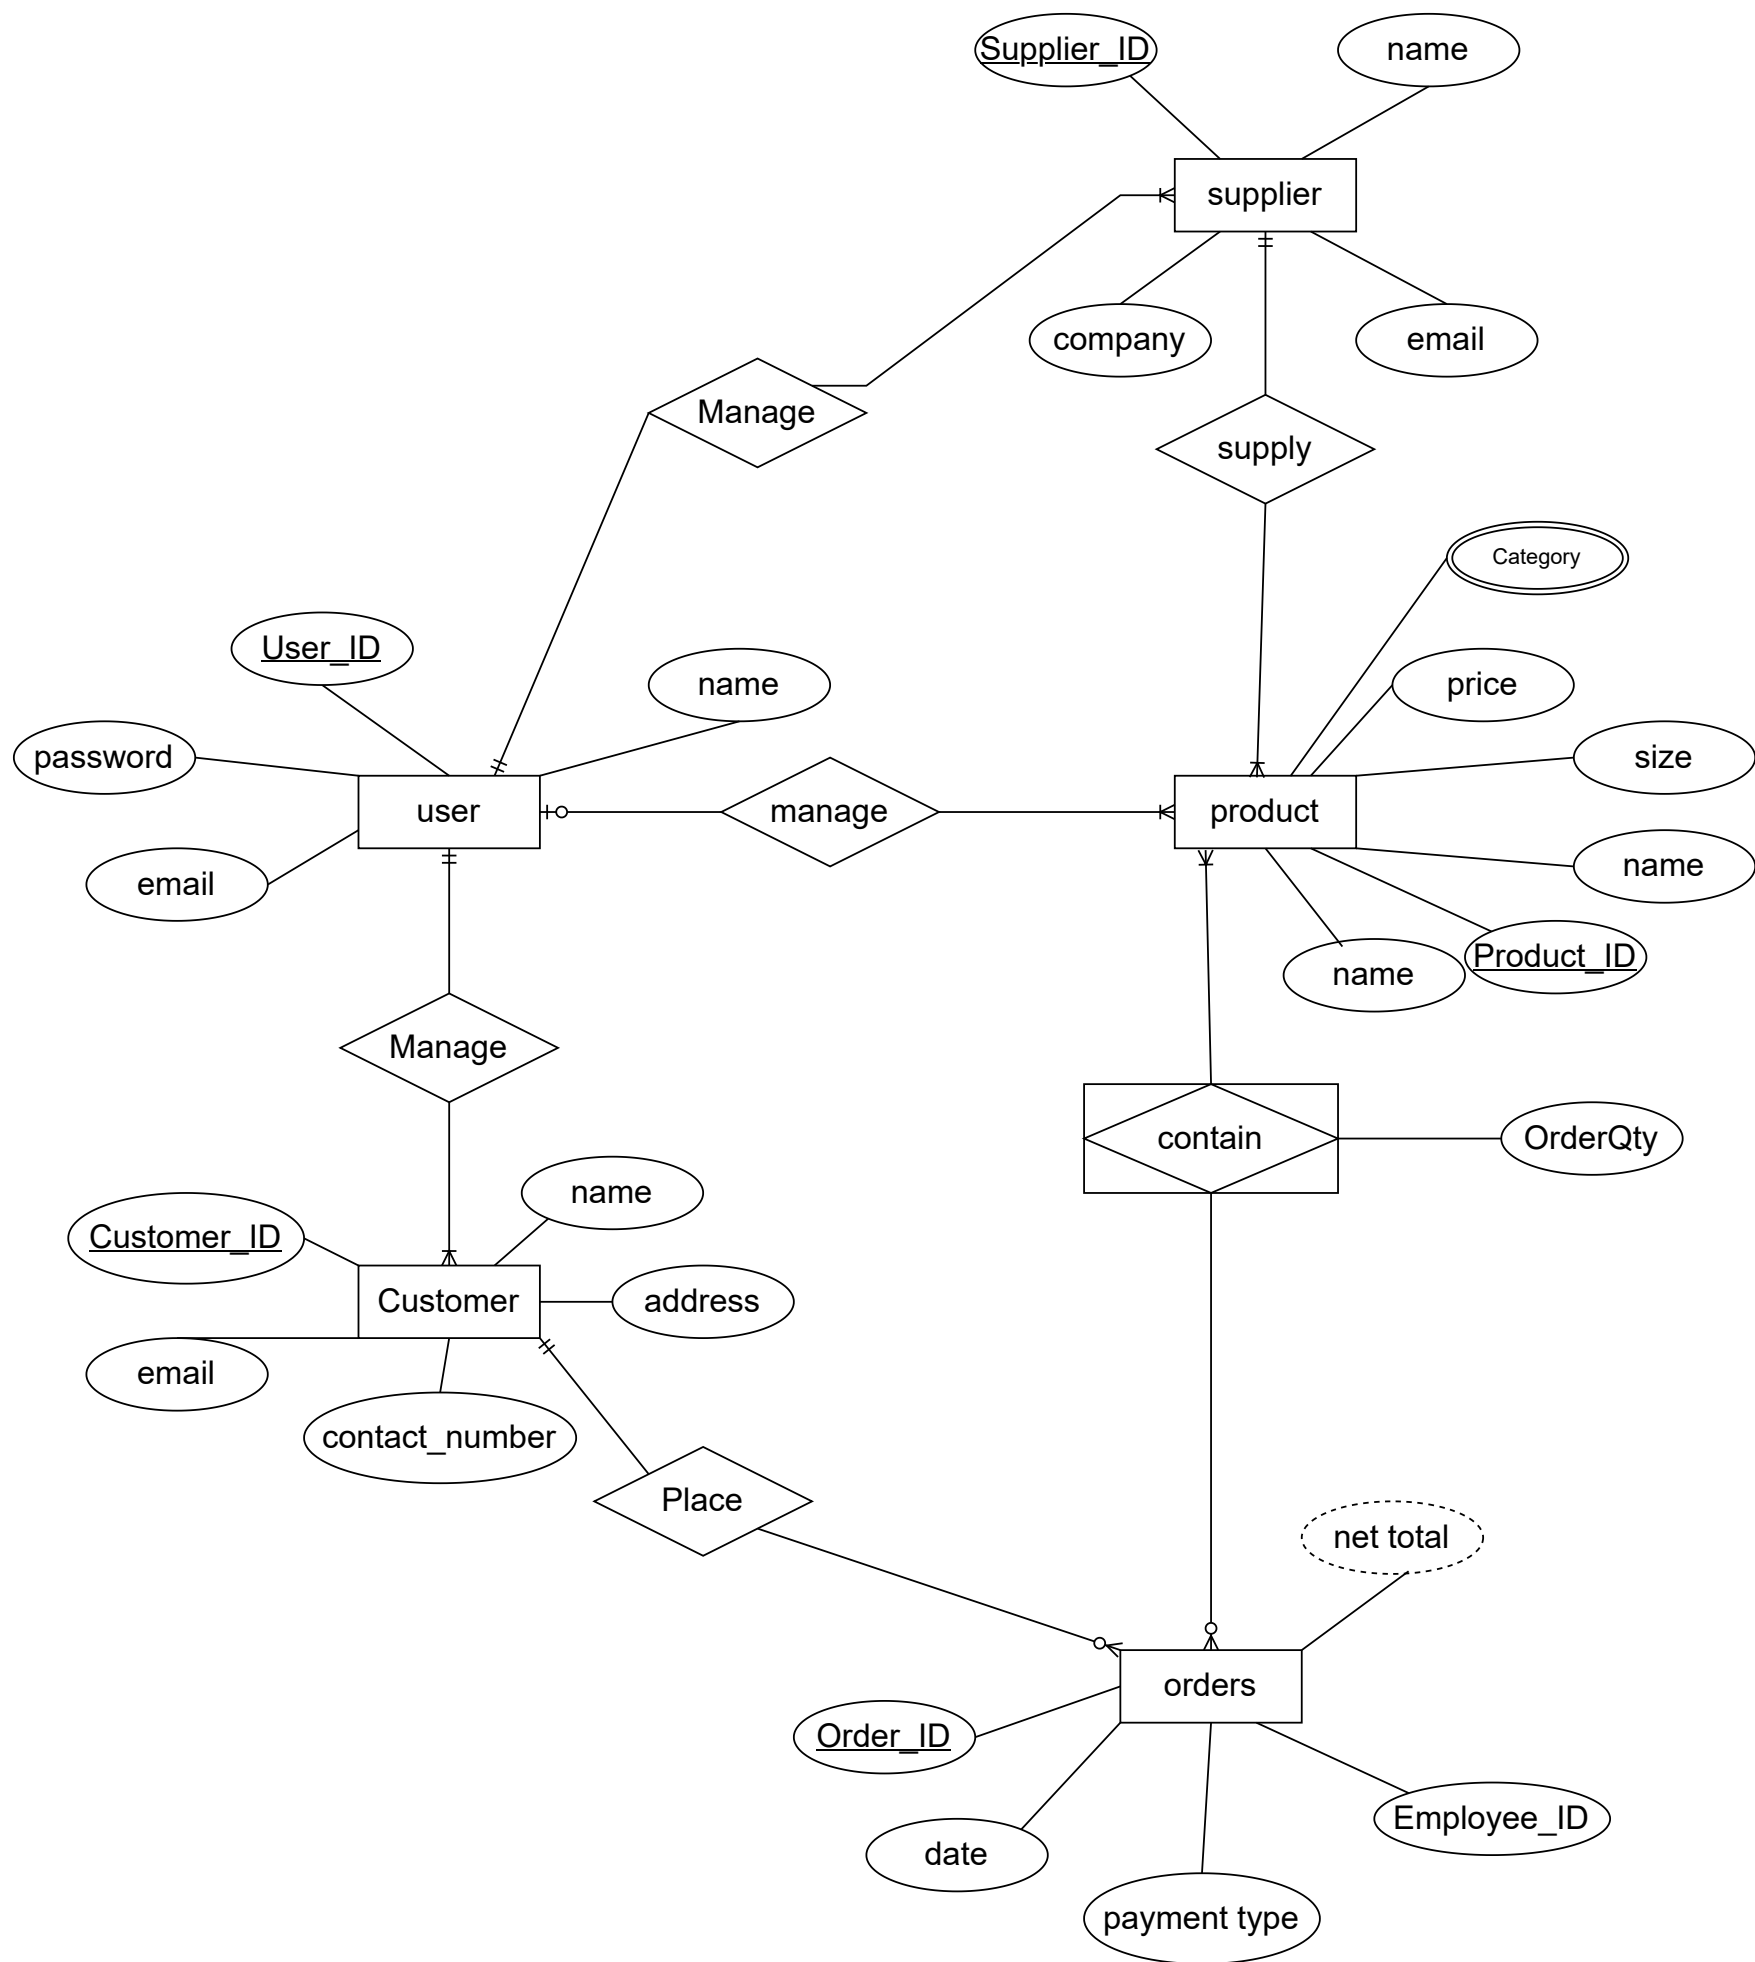 Supplier_ID
name
supplier
company
email
Manage
supply
Category
User_ID
name
price
password
size
user
manage
product
email
name
name
Product_ID
Manage
contain
OrderQty
name
Customer_ID
Customer
address
email
contact_number
Place
net total
orders
Order_ID
Employee_ID
date
payment type